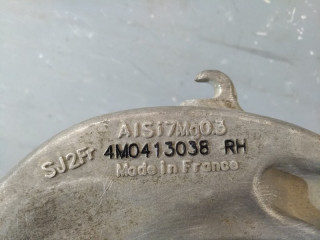 AlSi7Mg0.3
SJ2Fr 4M0413038 RH
Made in France